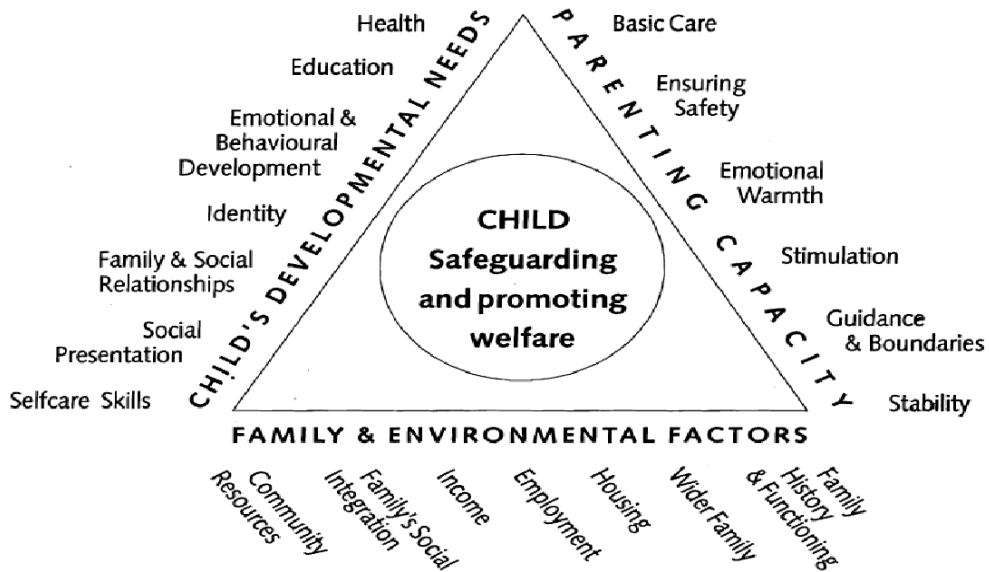 Health
Education
Emotional &
Behavioural
Development
Identity
Family & Social
Relationships
Social
Presentation
Selfcare Skills
CHILD'S DEVELOPMENTAL NEEDS
CHILD
Safeguarding
and promoting
welfare
PARENTING CAPACITY
Basic Care
Ensuring
Safety
Emotional
Warmth
Stimulation
Guidance
& Boundaries
Stability
FAMILY & ENVIRONMENTAL FACTORS
Community
Resources
Family's Social
Integration
Income
Employment
Housing
Wider Family
Family
History
& Functioning